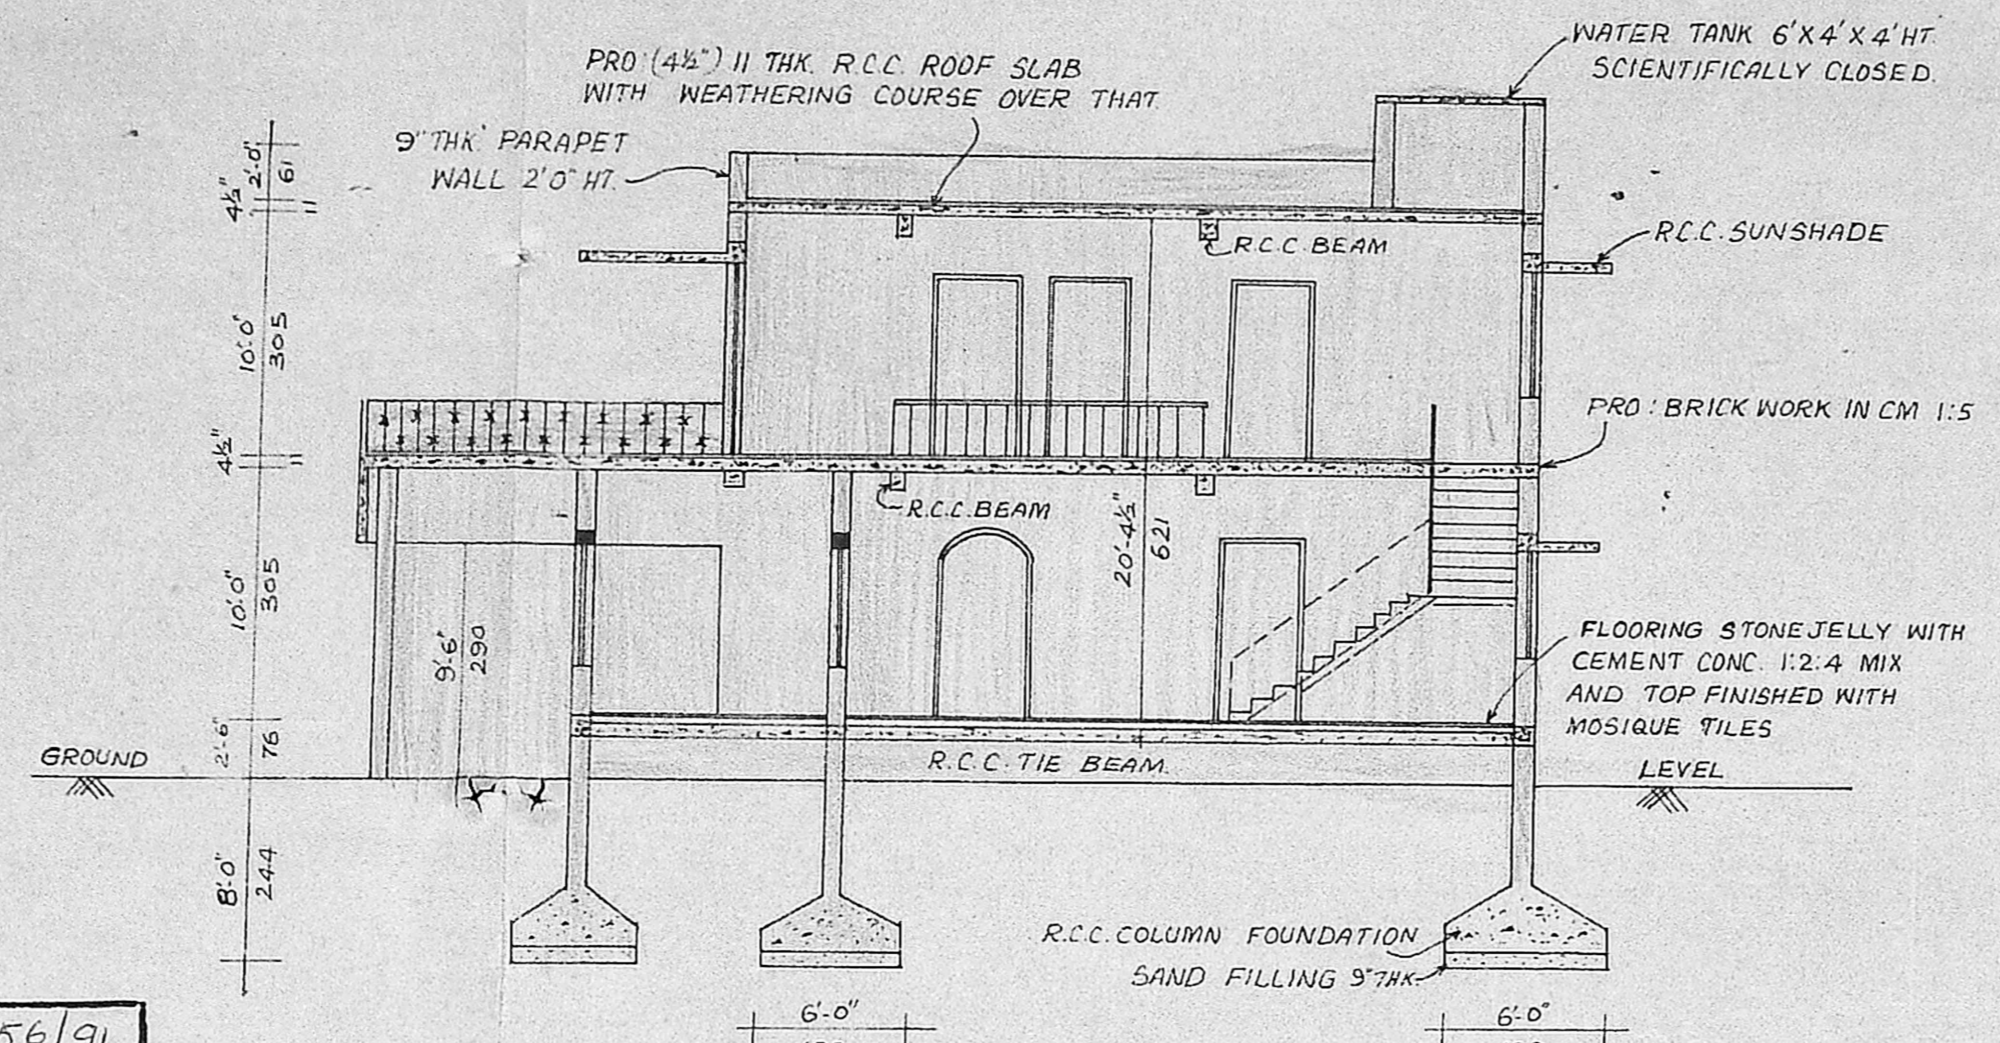 WATER TANK 6'X4'X4'HT.
SCIENTIFICALLY CLOSED.
PRO:(4½") 11 THK. R.C.C. ROOF SLAB
WITH WEATHERING COURSE OVER THAT
9" THK: PARAPET
WALL 2'0" HT.
2'-0"
61
4½"
11
R.C.C. SUNSHADE
R.C.C. BEAM
10'.0"
305
PRO: BRICK WORK IN CM 1:5
4½"
11
R.C.C. BEAM
20'-4½"
621
10'.0"
305
9'-6"
290
FLOORING STONE JELLY WITH
CEMENT CONC. 1:2:4 MIX
AND TOP FINISHED WITH
MOSIQUE TILES
2'-6"
76
GROUND
R.C.C. TIE BEAM.
LEVEL
8'-0"
244
R.C.C. COLUMN FOUNDATION
SAND FILLING 9" THK.
6'-0"
6'-0"
56/91